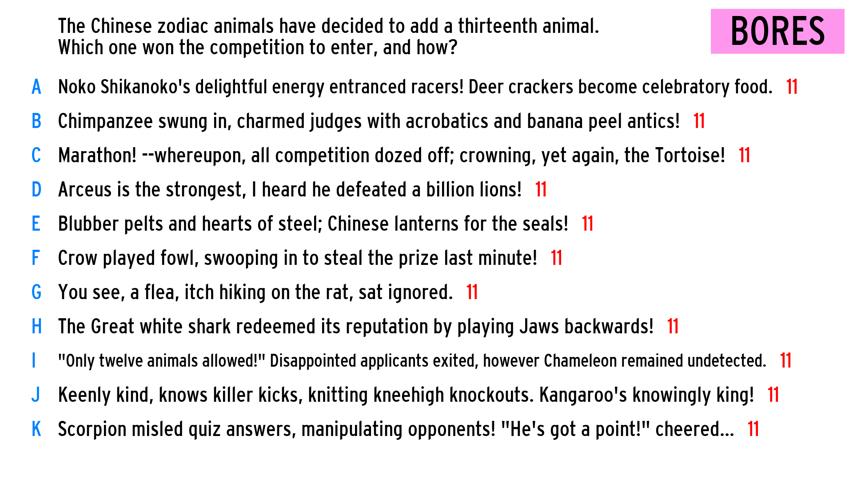 The Chinese zodiac animals have decided to add a thirteenth animal.
Which one won the competition to enter, and how?
BORES
A Noko Shikanoko's delightful energy entranced racers! Deer crackers become celebratory food. 11
B Chimpanzee swung in, charmed judges with acrobatics and banana peel antics! 11
C Marathon! --whereupon, all competition dozed off; crowning, yet again, the Tortoise! 11
D Arceus is the strongest, I heard he defeated a billion lions! 11
E Blubber pelts and hearts of steel; Chinese lanterns for the seals! 11
F Crow played fowl, swooping in to steal the prize last minute! 11
G You see, a flea, itch hiking on the rat, sat ignored. 11
H The Great white shark redeemed its reputation by playing Jaws backwards! 11
I "Only twelve animals allowed!" Disappointed applicants exited, however Chameleon remained undetected. 11
J Keenly kind, knows killer kicks, knitting kneehigh knockouts. Kangaroo's knowingly king! 11
K Scorpion misled quiz answers, manipulating opponents! "He's got a point!" cheered... 11